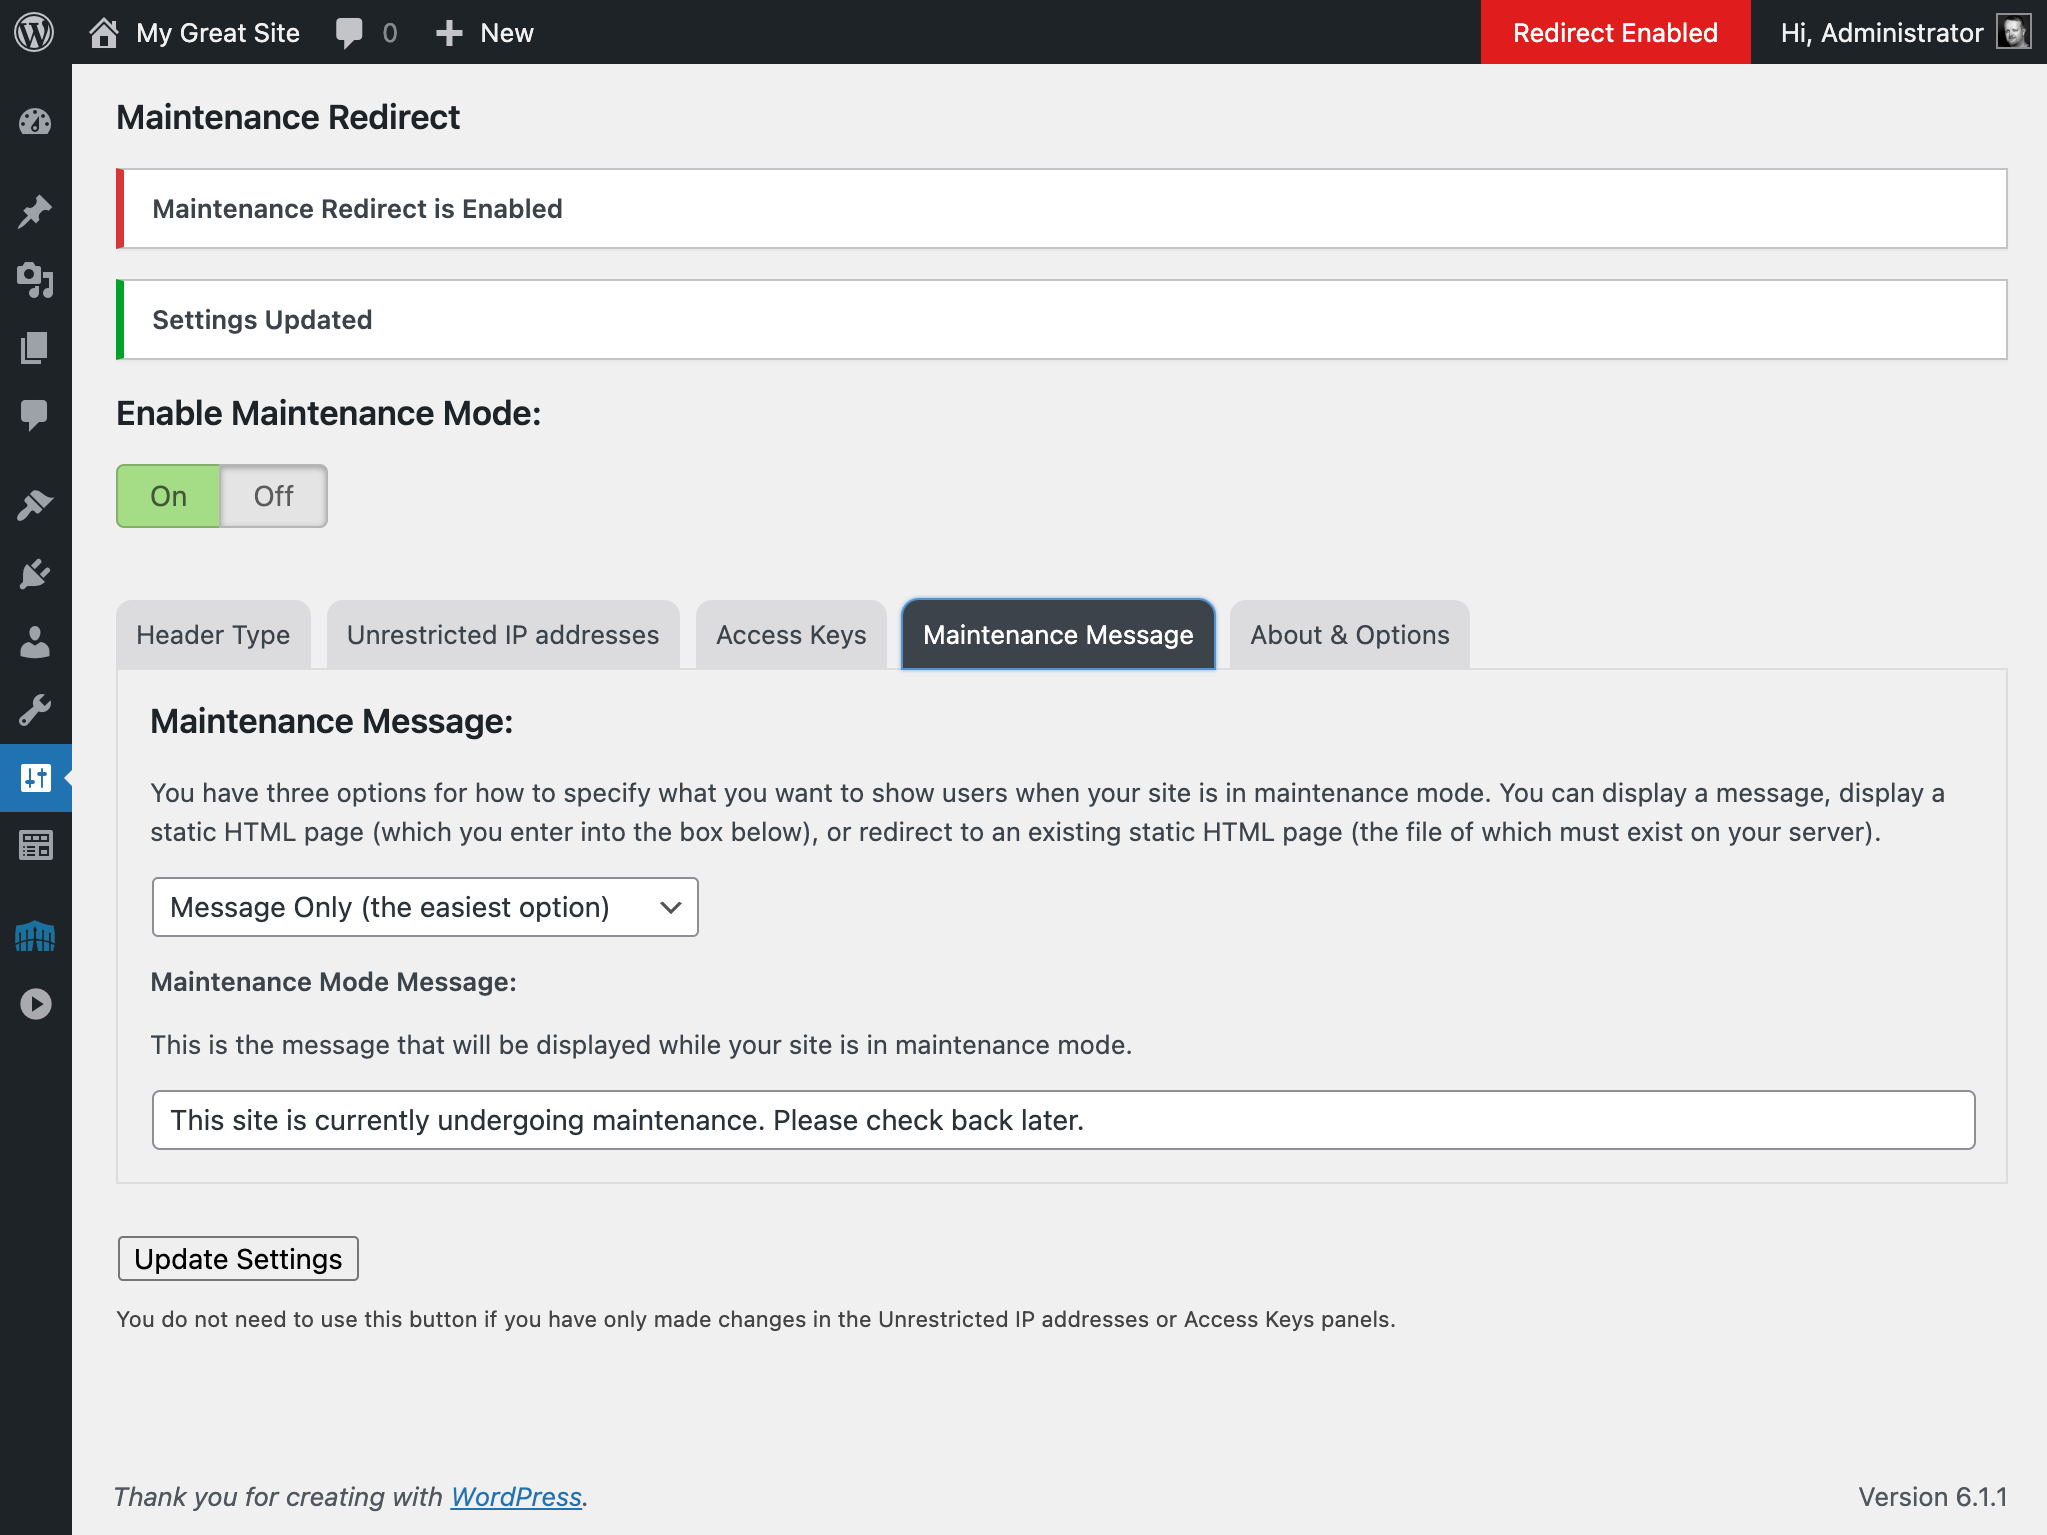 My Great Site 0 New Redirect Enabled Hi, Administrator
Maintenance Redirect
Maintenance Redirect is Enabled
Settings Updated
Enable Maintenance Mode:
On Off
Header Type Unrestricted IP addresses Access Keys Maintenance Message About & Options
Maintenance Message:
You have three options for how to specify what you want to show users when your site is in maintenance mode. You can display a message, display a
static HTML page (which you enter into the box below), or redirect to an existing static HTML page (the file of which must exist on your server).
Message Only (the easiest option)
Maintenance Mode Message:
This is the message that will be displayed while your site is in maintenance mode.
This site is currently undergoing maintenance. Please check back later.
Update Settings
You do not need to use this button if you have only made changes in the Unrestricted IP addresses or Access Keys panels.
Thank you for creating with WordPress. Version 6.1.1